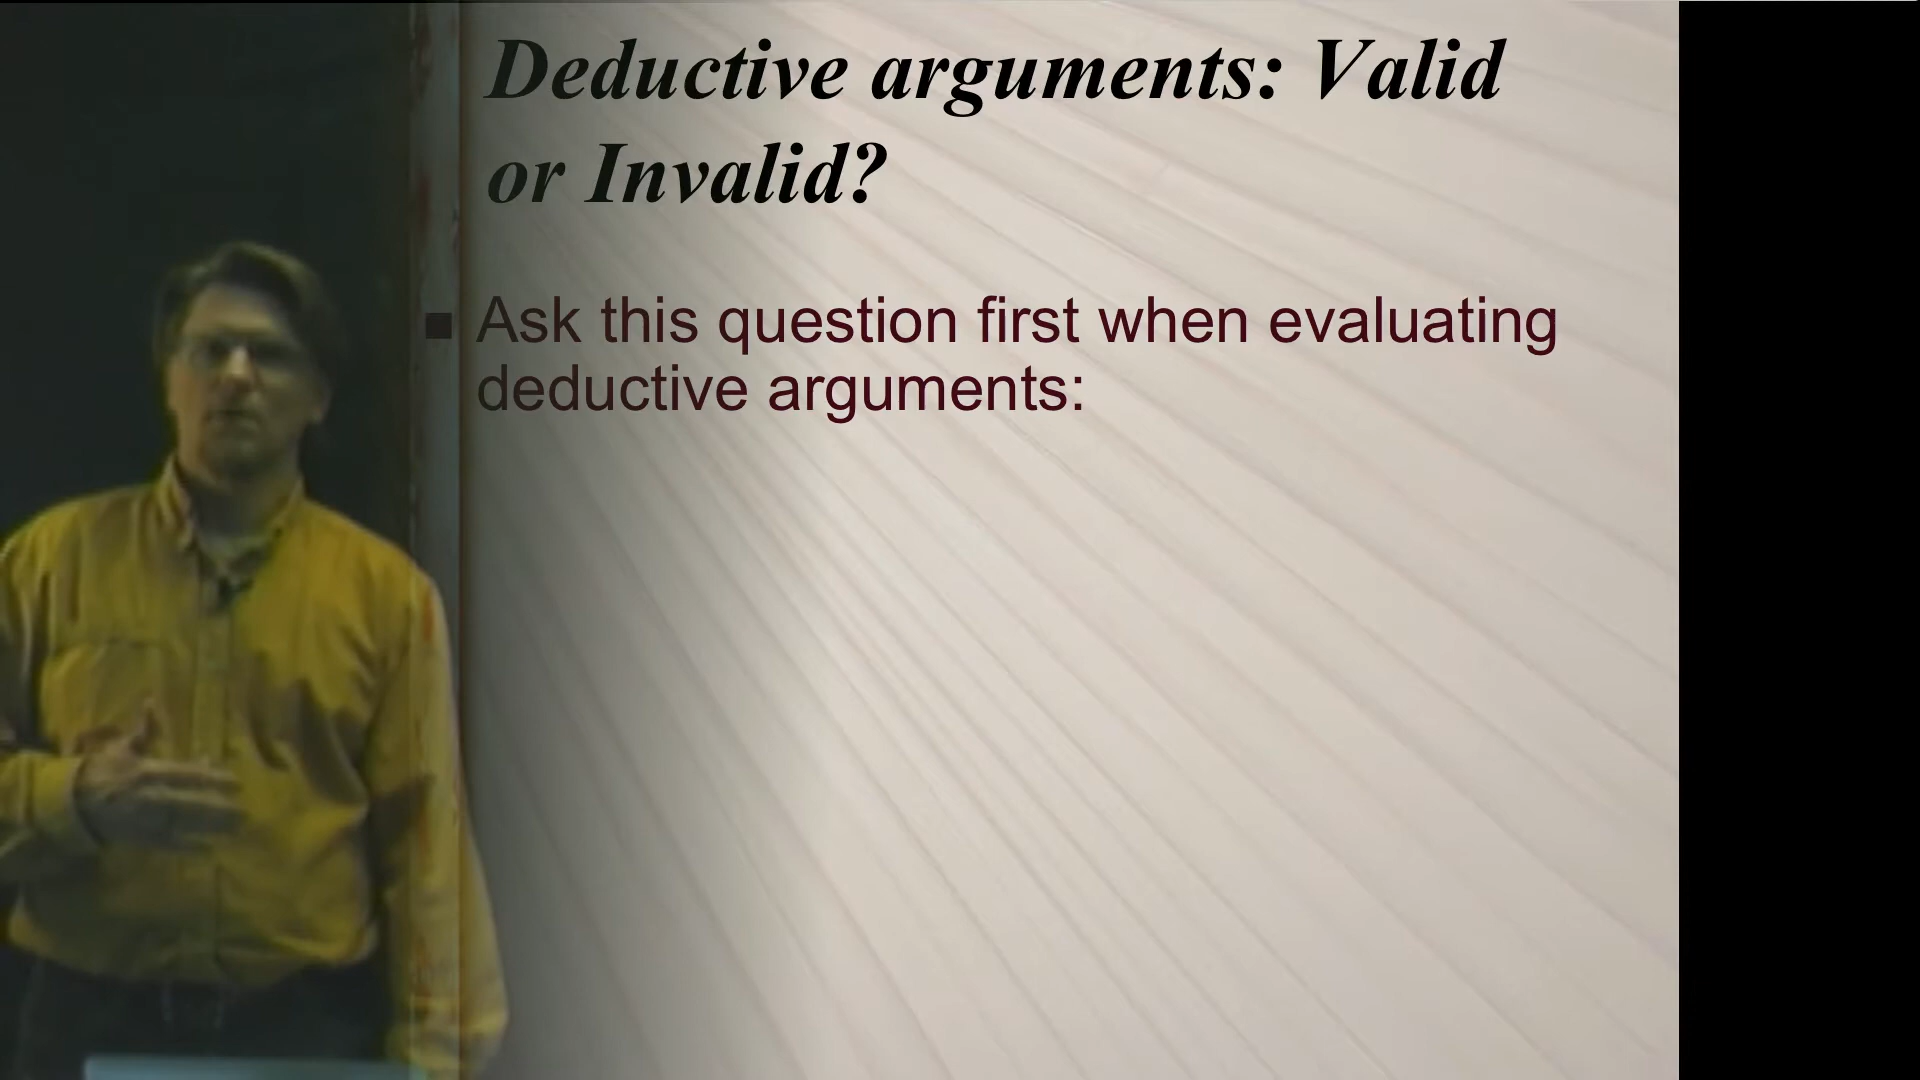 Deductive arguments: Valid
or Invalid?
Ask this question first when evaluating
deductive arguments: